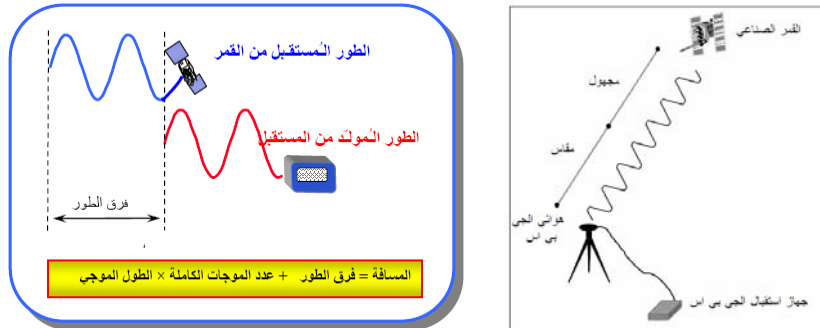 الطور المُستقبل من القمر
الطور المُولد من المستقبل
فرق الطور
المسافة = فرق الطور + عدد الموجات الكاملة × الطول الموجي
القمر الصناعي
مجهول
مقاس
هوائي الجي
بي اس
جهاز استقبال الجي بي اس